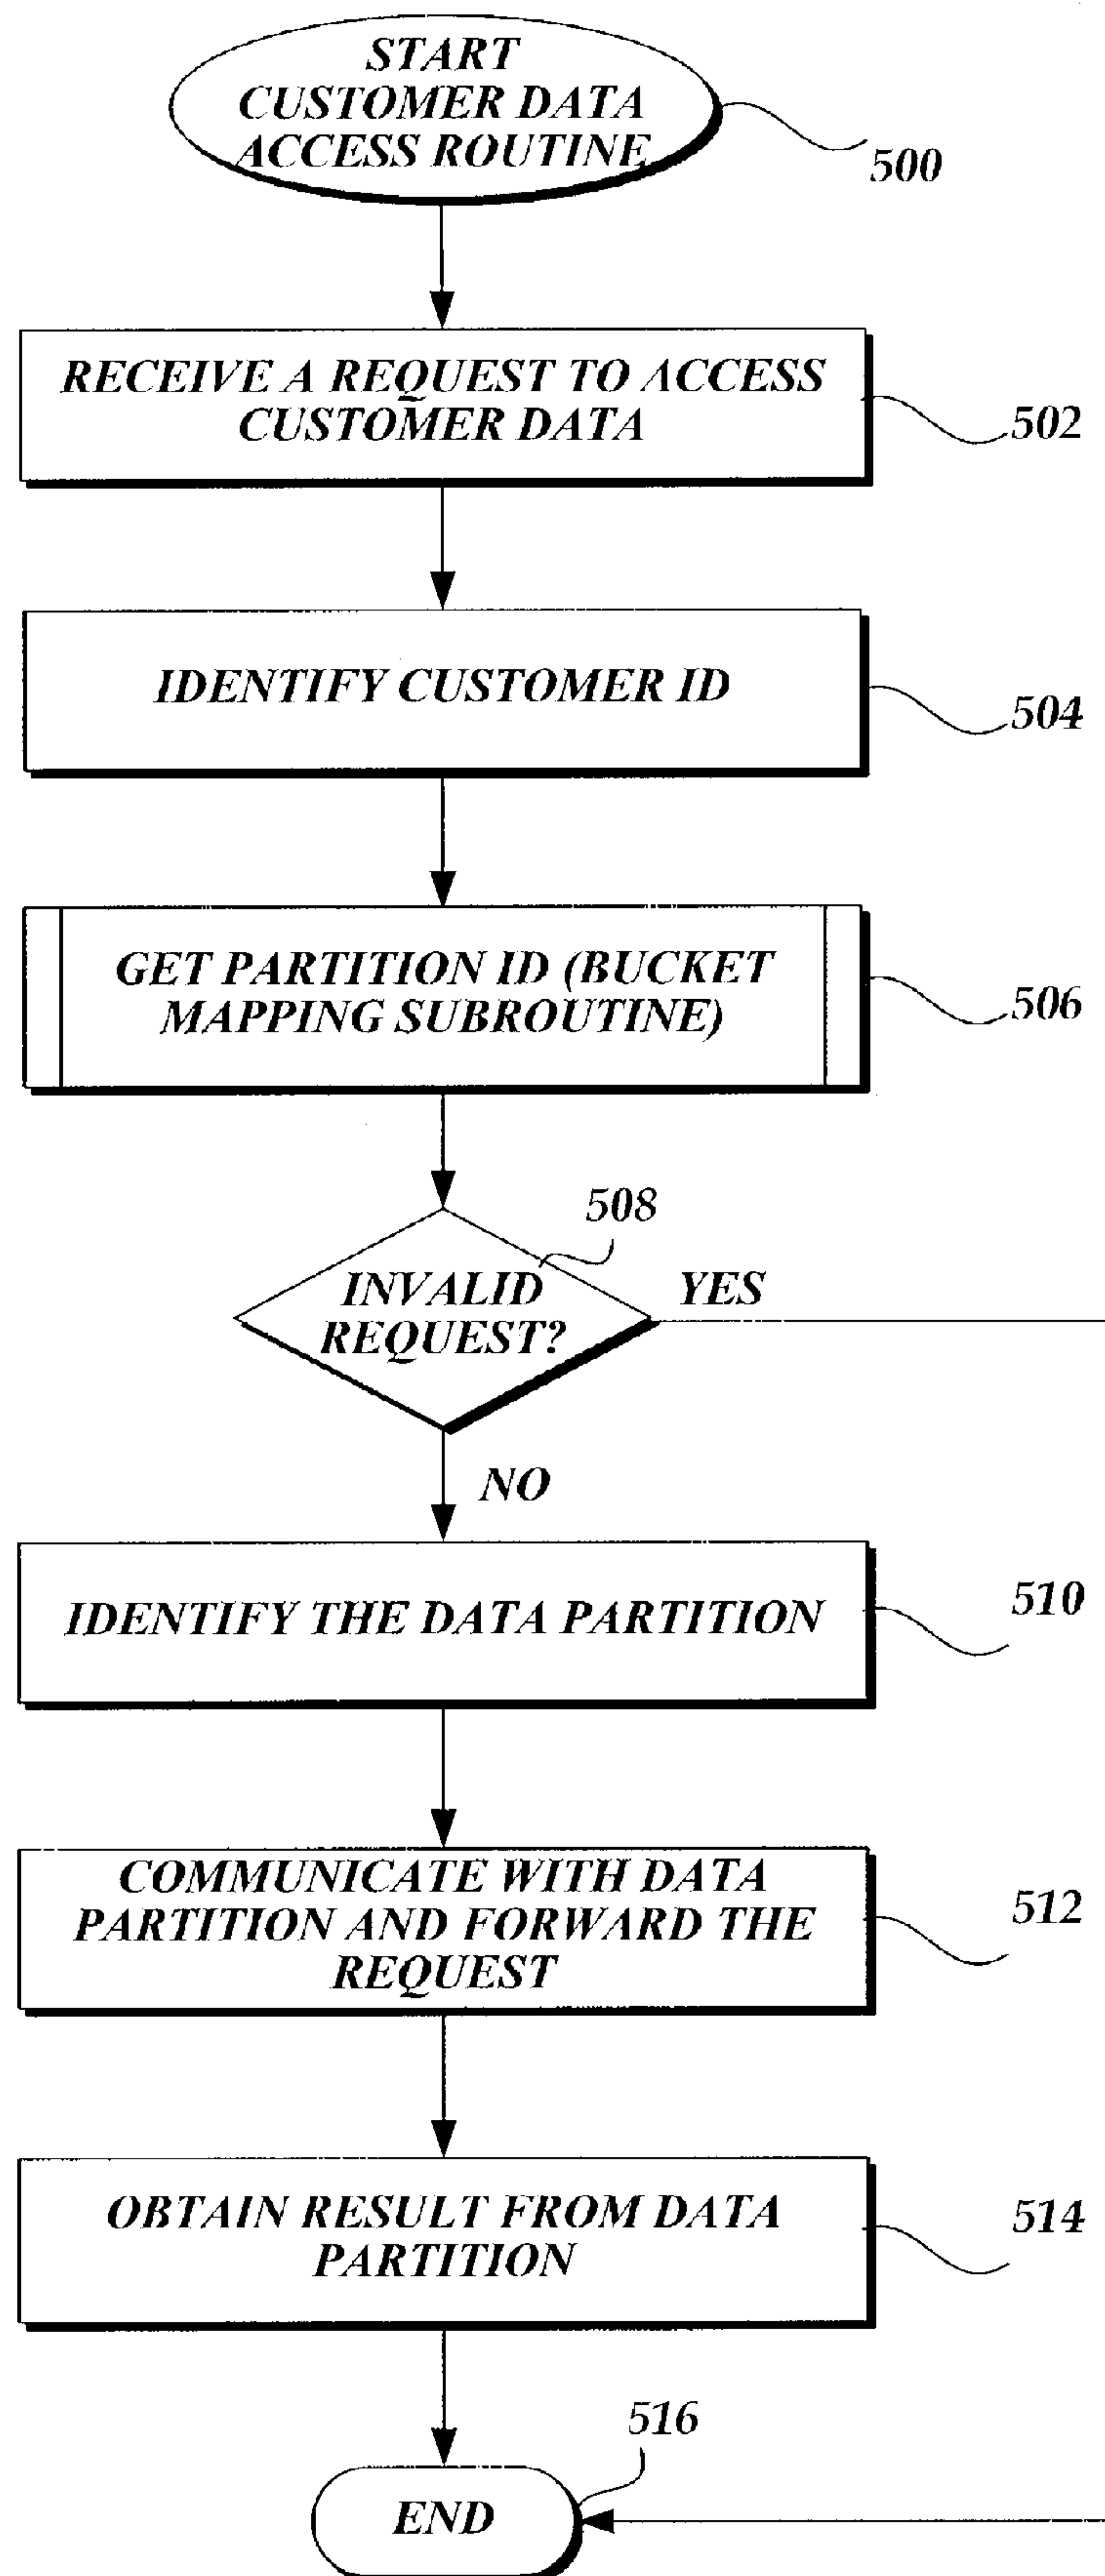 START
CUSTOMER DATA
ACCESS ROUTINE
500
RECEIVE A REQUEST TO ACCESS
CUSTOMER DATA
502
IDENTIFY CUSTOMER ID
504
GET PARTITION ID (BUCKET
MAPPING SUBROUTINE)
506
508
INVALID
REQUEST?
YES
NO
IDENTIFY THE DATA PARTITION
510
COMMUNICATE WITH DATA
PARTITION AND FORWARD THE
REQUEST
512
OBTAIN RESULT FROM DATA
PARTITION
514
516
END